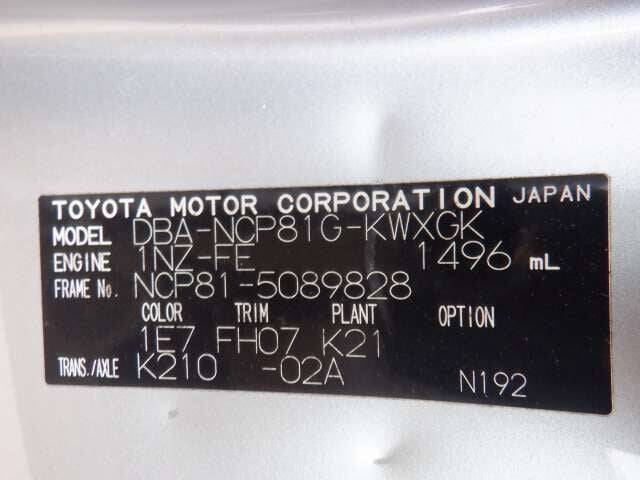 TOYOTA MOTOR CORPORATION JAPAN
MODEL DBA-NCP81G-KWXGK
ENGINE 1NZ-FE 1496 mL
FRAME No. NCP81-5089828
COLOR TRIM PLANT OPTION
1E7 FH07 K21
TRANS./AXLE K210 -02A
N192